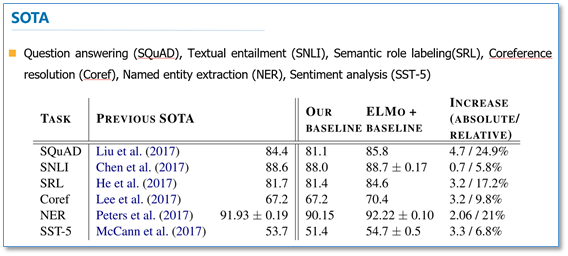 SOTA
Question answering (SQuAD), Textual entailment (SNLI), Semantic role labeling(SRL), Coreference
resolution (Coref), Named entity extraction (NER), Sentiment analysis (SST-5)
TASK PREVIOUS SOTA OUR BASELINE ELMO + BASELINE INCREASE (ABSOLUTE/ RELATIVE)
SQuAD Liu et al. (2017) 84.4 81.1 85.8 4.7 / 24.9%
SNLI Chen et al. (2017) 88.6 88.0 88.7 ± 0.17 0.7 / 5.8%
SRL He et al. (2017) 81.7 81.4 84.6 3.2 / 17.2%
Coref Lee et al. (2017) 67.2 67.2 70.4 3.2 / 9.8%
NER Peters et al. (2017) 91.93 ± 0.19 90.15 92.22 ± 0.10 2.06 / 21%
SST-5 McCann et al. (2017) 53.7 51.4 54.7 ± 0.5 3.3 / 6.8%